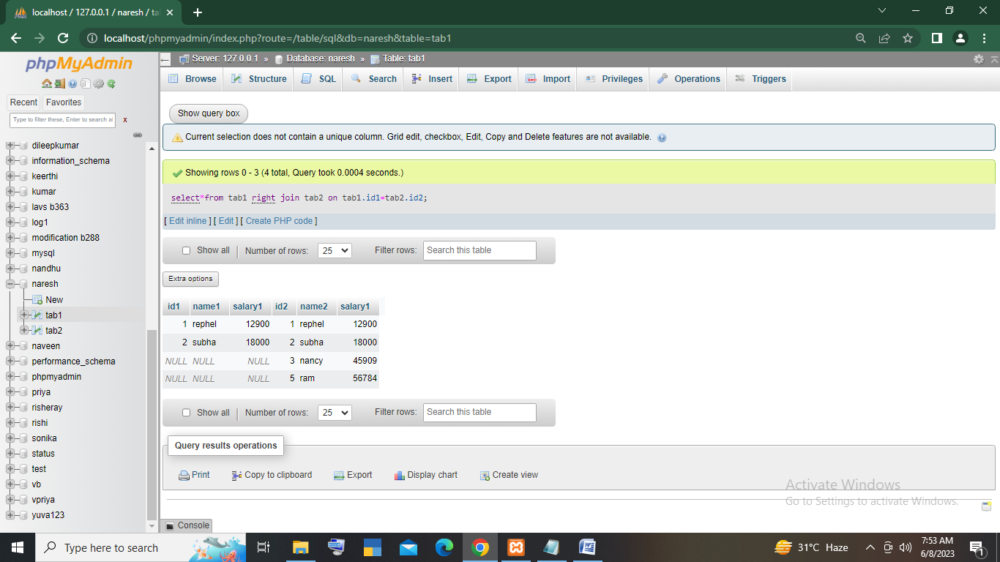 localhost / 127.0.0.1 / naresh / ta
localhost/phpmyadmin/index.php?route=/table/sql&db=naresh&table=tab1
phpMyAdmin
Recent Favorites
Type to filter these, Enter to search al X
dileepkumar
information_schema
keerthi
kumar
lavs b363
log1
modification b288
mysql
nandhu
naresh
New
tab1
tab2
naveen
performance_schema
phpmyadmin
priya
risheray
rishi
sonika
status
test
vb
vpriya
yuva123
Server: 127.0.0.1 » Database: naresh » Table: tab1
Browse Structure SQL Search Insert Export Import Privileges Operations Triggers
Show query box
Current selection does not contain a unique column. Grid edit, checkbox, Edit, Copy and Delete features are not available.
Showing rows 0 - 3 (4 total, Query took 0.0004 seconds.)
select*from tab1 right join tab2 on tab1.id1=tab2.id2;
[ Edit inline ] [ Edit ] [ Create PHP code ]
Show all | Number of rows: 25 Filter rows: Search this table
Extra options
id1 name1 salary1 id2 name2 salary1
1 rephel 12900 1 rephel 12900
2 subha 18000 2 subha 18000
NULL NULL NULL 3 nancy 45909
NULL NULL NULL 5 ram 56784
Show all | Number of rows: 25 Filter rows: Search this table
Query results operations
Print Copy to clipboard Export Display chart Create view
Activate Windows
Go to Settings to activate Windows.
Console
Type here to search
31°C Haze
7:53 AM
6/8/2023
1